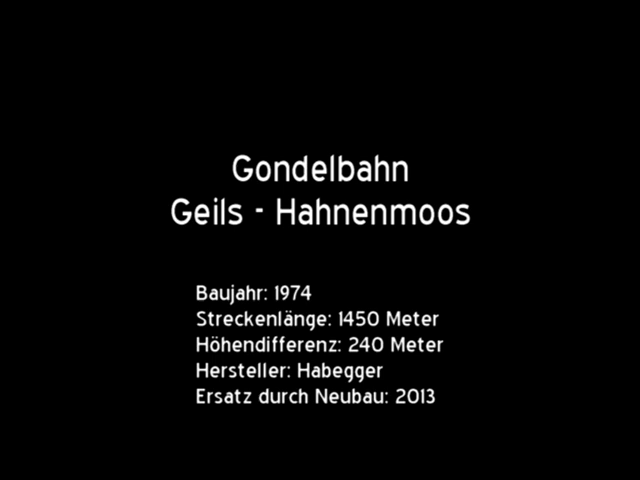 Gondelbahn
Geils - Hahnenmoos
Baujahr: 1974
Streckenlänge: 1450 Meter
Höhendifferenz: 240 Meter
Hersteller: Habegger
Ersatz durch Neubau: 2013